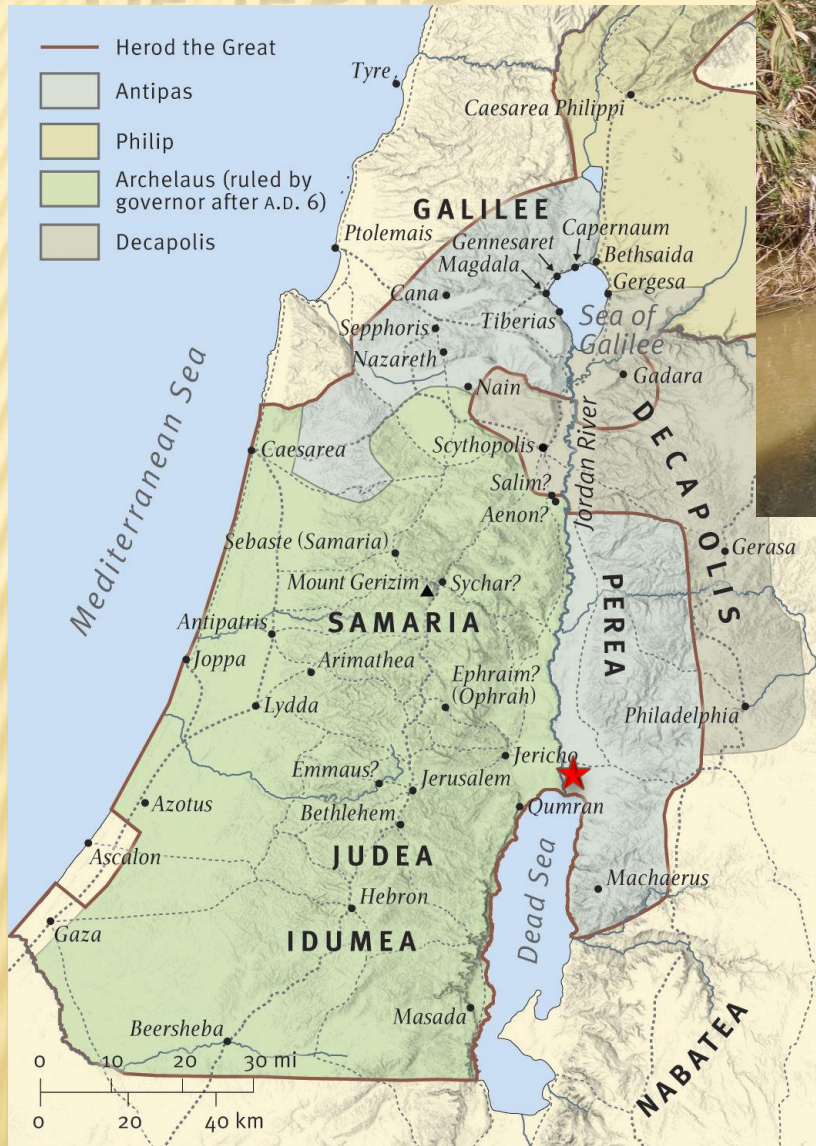 Herod the Great
Antipas
Philip
Archelaus (ruled by
governor after A.D. 6)
Decapolis
Tyre
Caesarea Philippi
GALILEE
Ptolemais
Capernaum
Gennesaret
Bethsaida
Magdala
Gergesa
Cana
Tiberias
Sea of
Galilee
Sepphoris
Nazareth
Gadara
Nain
Mediterranean Sea
Caesarea
Scythopolis
Jordan River
DECAPOLIS
Salim?
Aenon?
Sebaste (Samaria)
Gerasa
Mount Gerizim
Sychar?
PEREA
Antipatris
SAMARIA
Joppa
Arimathea
Ephraim?
(Ophrah)
Lydda
Philadelphia
Jericho
Emmaus?
Jerusalem
Azotus
Qumran
Bethlehem
Ascalon
JUDEA
Dead Sea
Machaerus
Hebron
Gaza
IDUMEA
Masada
Beersheba
NABATEA
0 10 20 30 mi
0 20 40 km